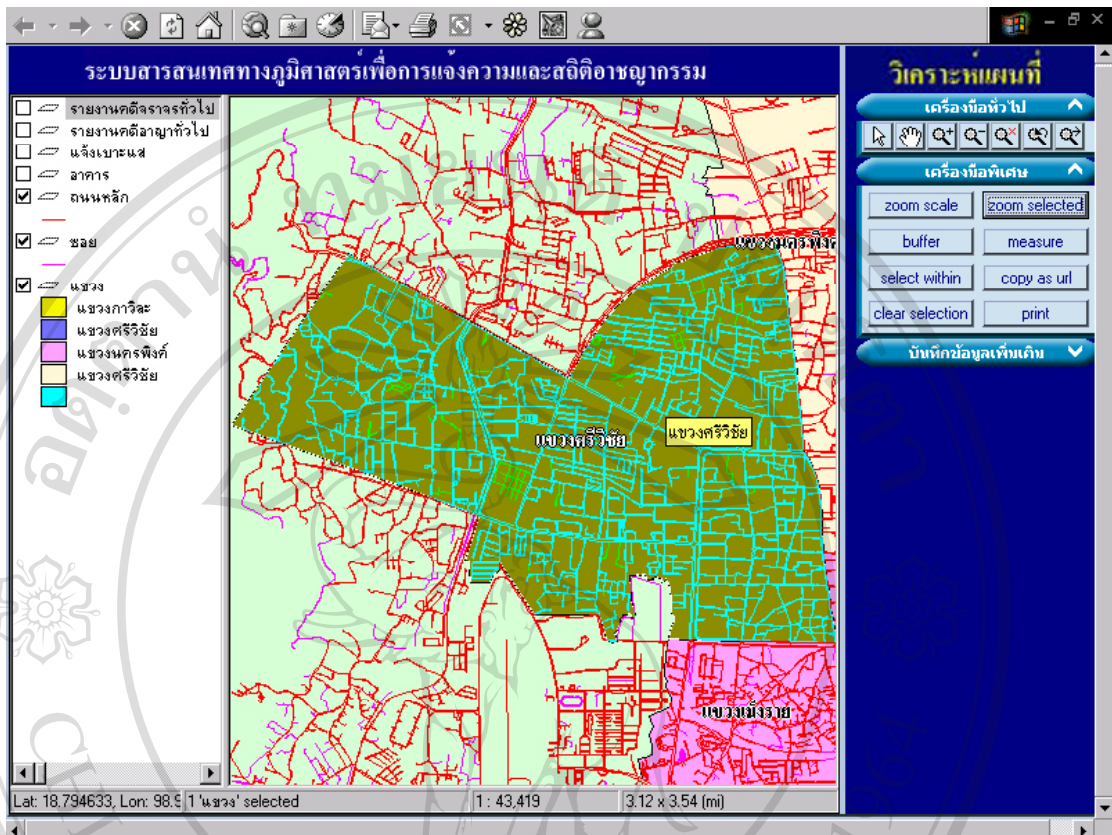 ระบบสารสนเทศทางภูมิศาสตร์เพื่อการแจ้งความและสถิติอาชญากรรม
วิเคราะห์แผนที่
รายงานคดีจราจรทั่วไป
รายงานคดีอาญาทั่วไป
แจ้งเบาะแส
อาคาร
ถนนหลัก
ซอย
แขวง
แขวงกาวิละ
แขวงศรีวิชัย
แขวงนครพิงค์
แขวงศรีวิชัย
แขวงนครพิงค
แขวงศรีวิชัย
แขวงศรีวิชัย
แขวงเม็งราย
เครื่องมือทั่วไป
เครื่องมือพิเศษ
zoom scale
zoom selected
buffer
measure
select within
copy as url
clear selection
print
บันทึกข้อมูลเพิ่มเติม
Lat: 18.794633, Lon: 98.9
1 'แขวง' selected
1 : 43,419
3.12 x 3.54 (mi)